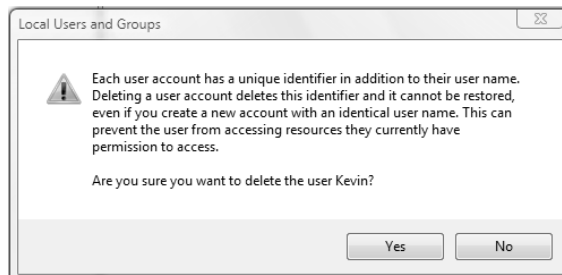 Local Users and Groups
Each user account has a unique identifier in addition to their user name.
Deleting a user account deletes this identifier and it cannot be restored,
even if you create a new account with an identical user name. This can
prevent the user from accessing resources they currently have
permission to access.
Are you sure you want to delete the user Kevin?
Yes No